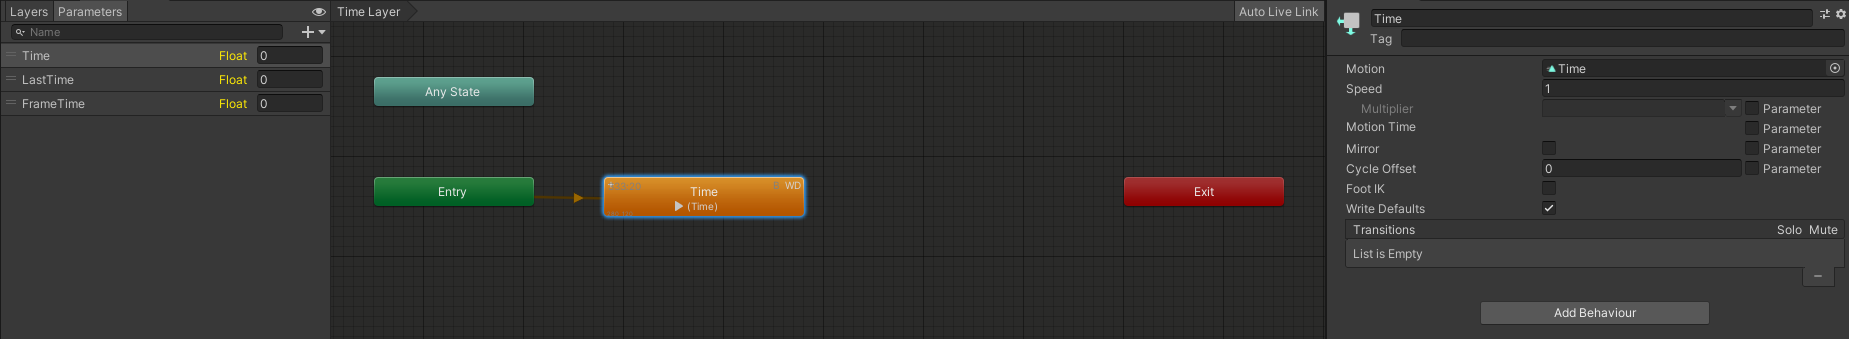 Layers Parameters
Name
Time Float 0
LastTime Float 0
FrameTime Float 0
Time Layer
Auto Live Link
Any State
Entry
Time
WD
(Time)
Exit
Time
Tag
Motion Time
Speed 1
Multiplier Parameter
Motion Time Parameter
Mirror Parameter
Cycle Offset 0 Parameter
Foot IK
Write Defaults
Transitions Solo Mute
List is Empty
Add Behaviour